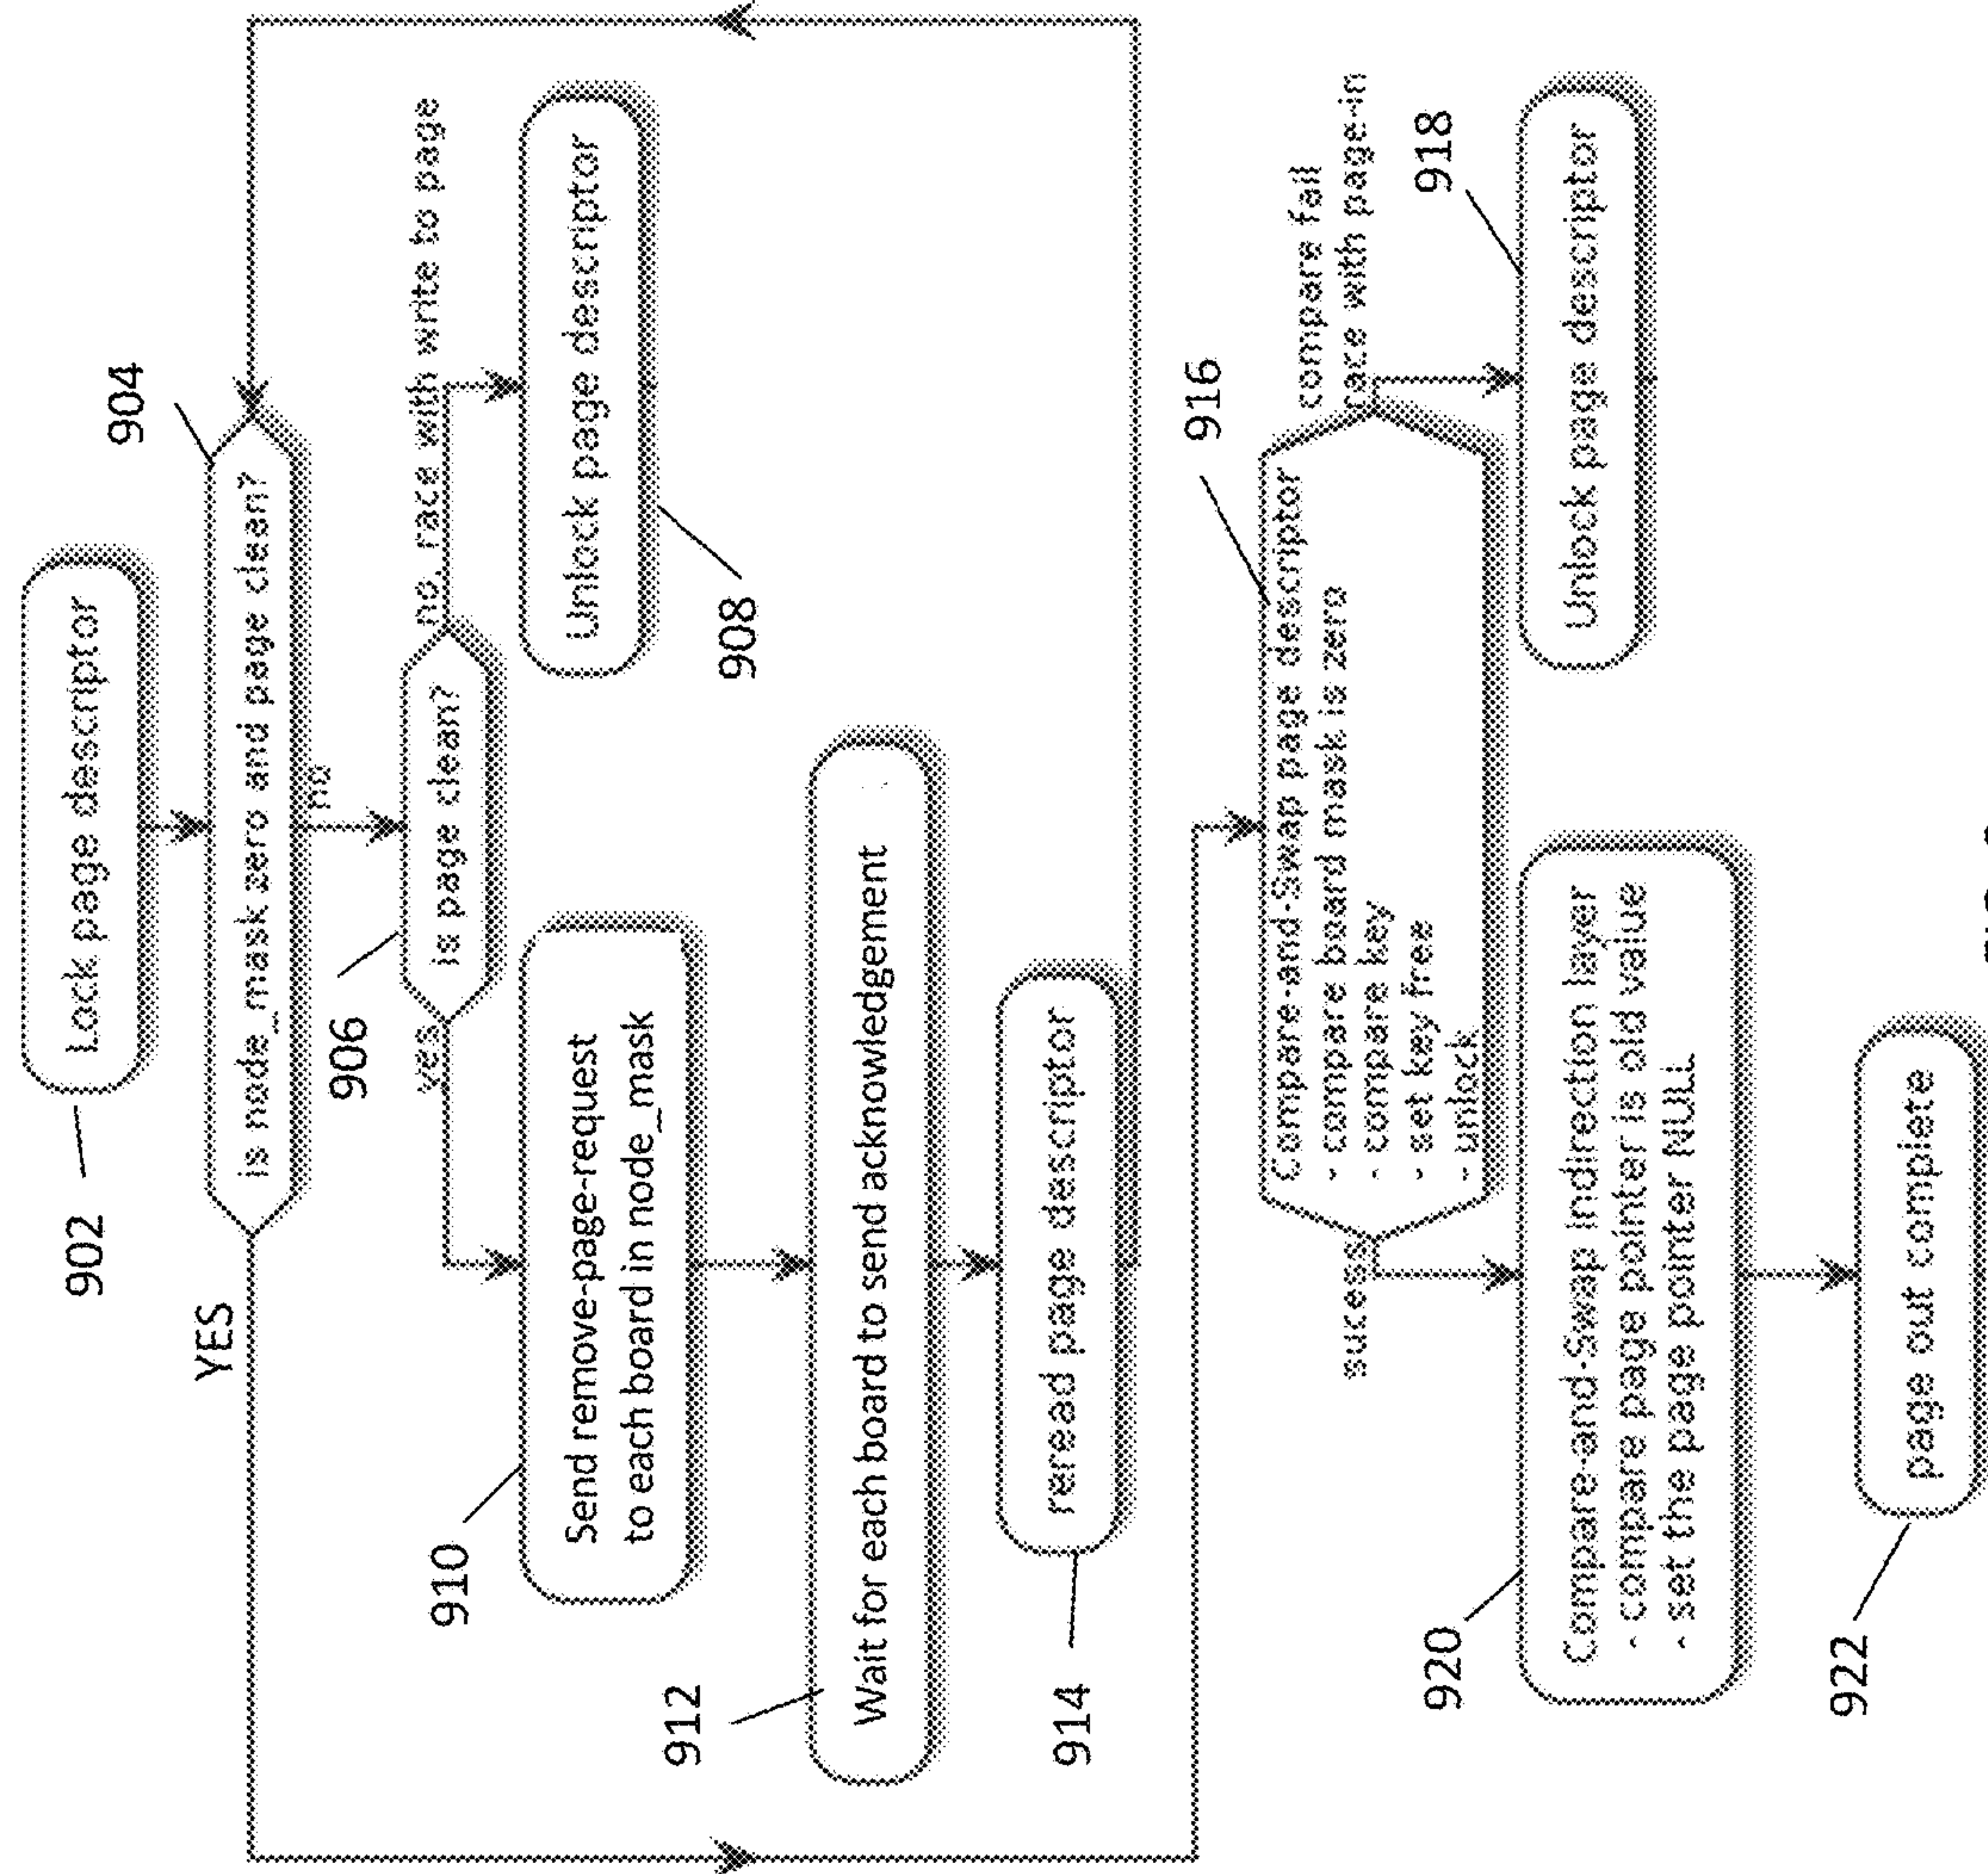 902
Lock page descriptor
904
YES
is node_mask zero and page clean?
no
906
yes
is page clean?
no, race with write to page
910
Send remove-page-request
to each board in node_mask
Unlock page descriptor
908
912
Wait for each board to send acknowledgement
914
reread page descriptor
916
Compare-and-Swap page descriptor
- compare board mask is zero
- compare key
- set key free
- unlock
sucess
compare fail
race with page-in
918
920
Compare-and-Swap indirection layer
- compare page pointer is old value
- set the page pointer NULL
Unlock page descriptor
922
page out complete